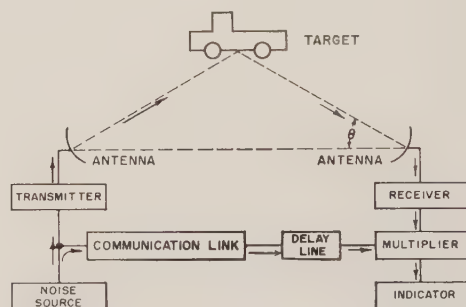 TARGET
θ
ANTENNA ANTENNA
TRANSMITTER RECEIVER
COMMUNICATION LINK DELAY LINE MULTIPLIER
NOISE SOURCE INDICATOR